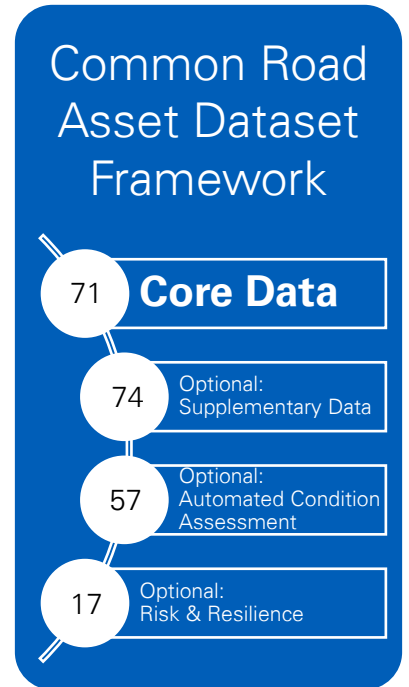 Common Road
Asset Dataset
Framework
71
Core Data
74
Optional:
Supplementary Data
57
Optional:
Automated Condition
Assessment
17
Optional:
Risk & Resilience